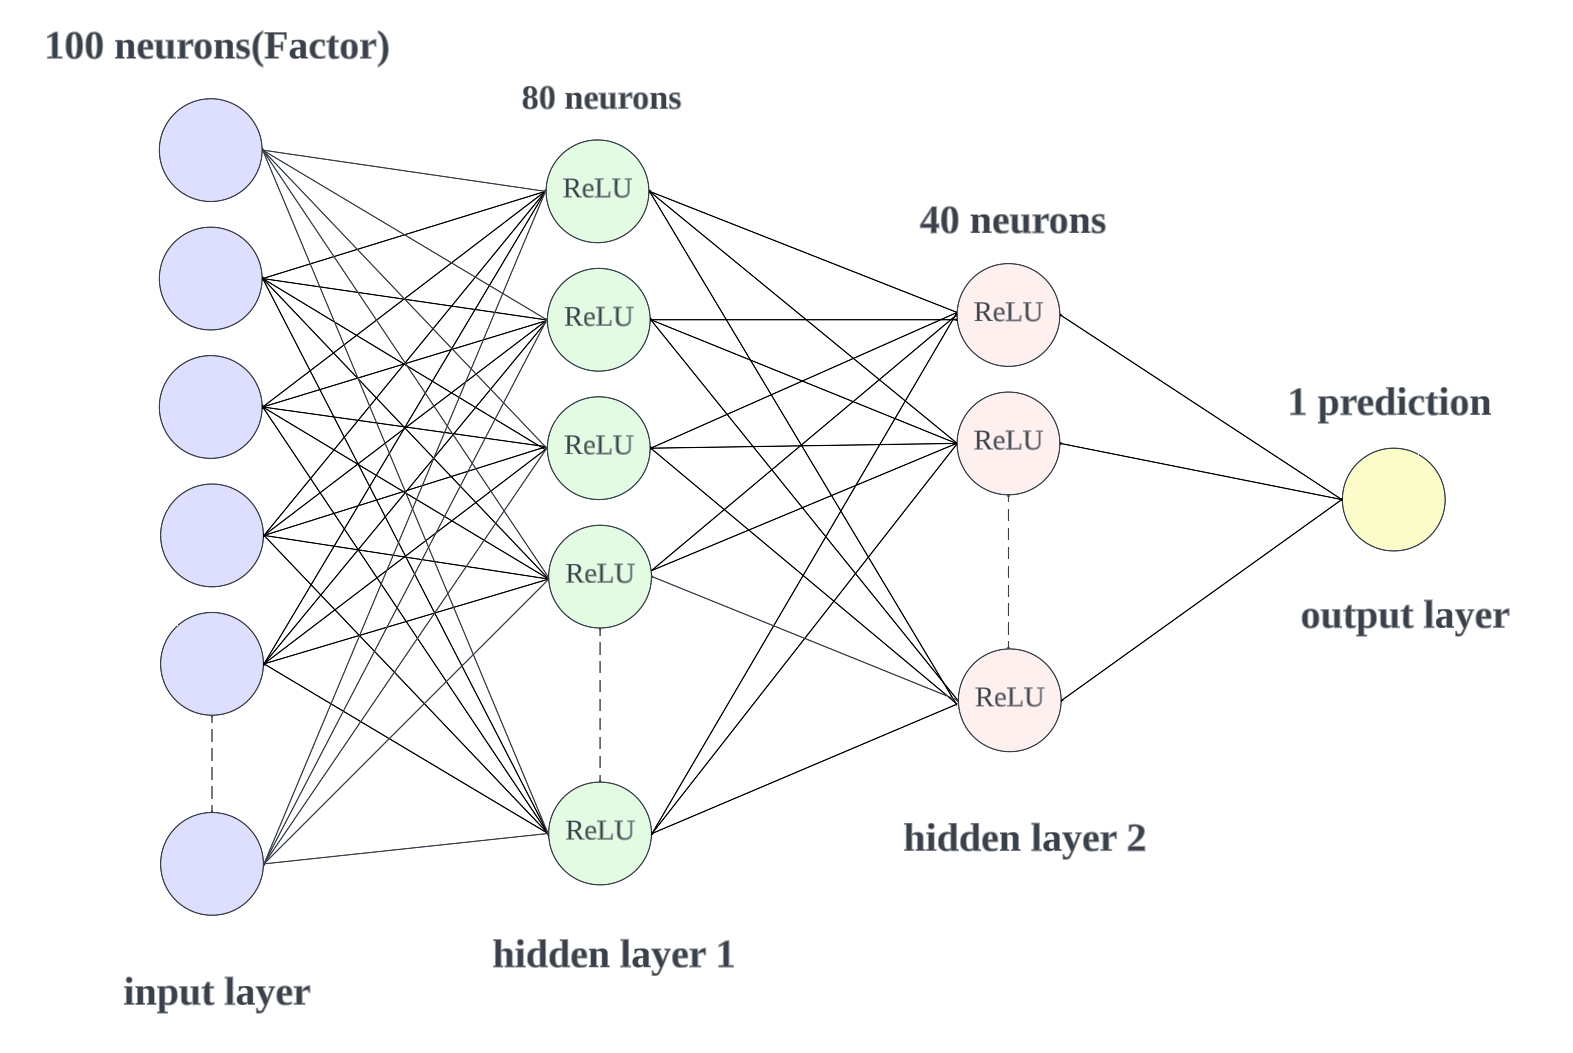 100 neurons(Factor)
80 neurons
ReLU
ReLU
ReLU
ReLU
ReLU
hidden layer 1
input layer
40 neurons
ReLU
ReLU
ReLU
hidden layer 2
1 prediction
output layer